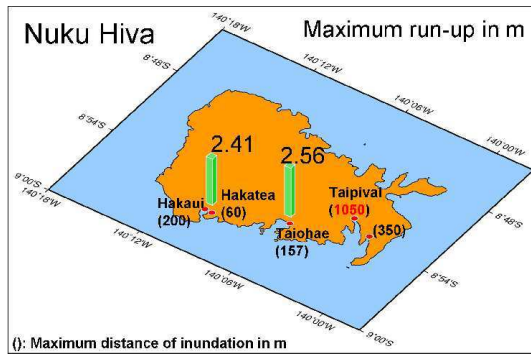 Nuku Hiva
Maximum run-up in m
140°18'W
140°12'W
140°06'W
140°00'W
8°48'S
8°54'S
9°00'S
140°18'W
140°12'W
140°06'W
140°00'W
8°48'S
8°54'S
9°00'S
2.41
2.56
Hakaui
(200)
Hakatea
(60)
Taiohae
(157)
Taipivai
(1050)
(350)
(): Maximum distance of inundation in m